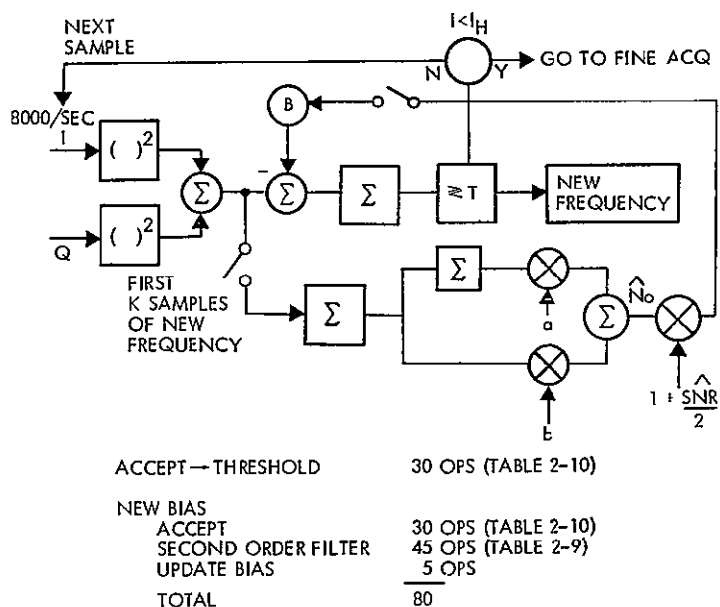 NEXT
SAMPLE
I<I_H
N Y
GO TO FINE ACQ
8000/SEC
I
( )²
B
Σ
−
Σ
Σ
≷ T
NEW
FREQUENCY
Q
( )²
FIRST
K SAMPLES
OF NEW
FREQUENCY
Σ
Σ
a
Σ
N̂o
b
1 + SNR^
2
ACCEPT → THRESHOLD 30 OPS (TABLE 2-10)
NEW BIAS
ACCEPT 30 OPS (TABLE 2-10)
SECOND ORDER FILTER 45 OPS (TABLE 2-9)
UPDATE BIAS 5 OPS
TOTAL 80